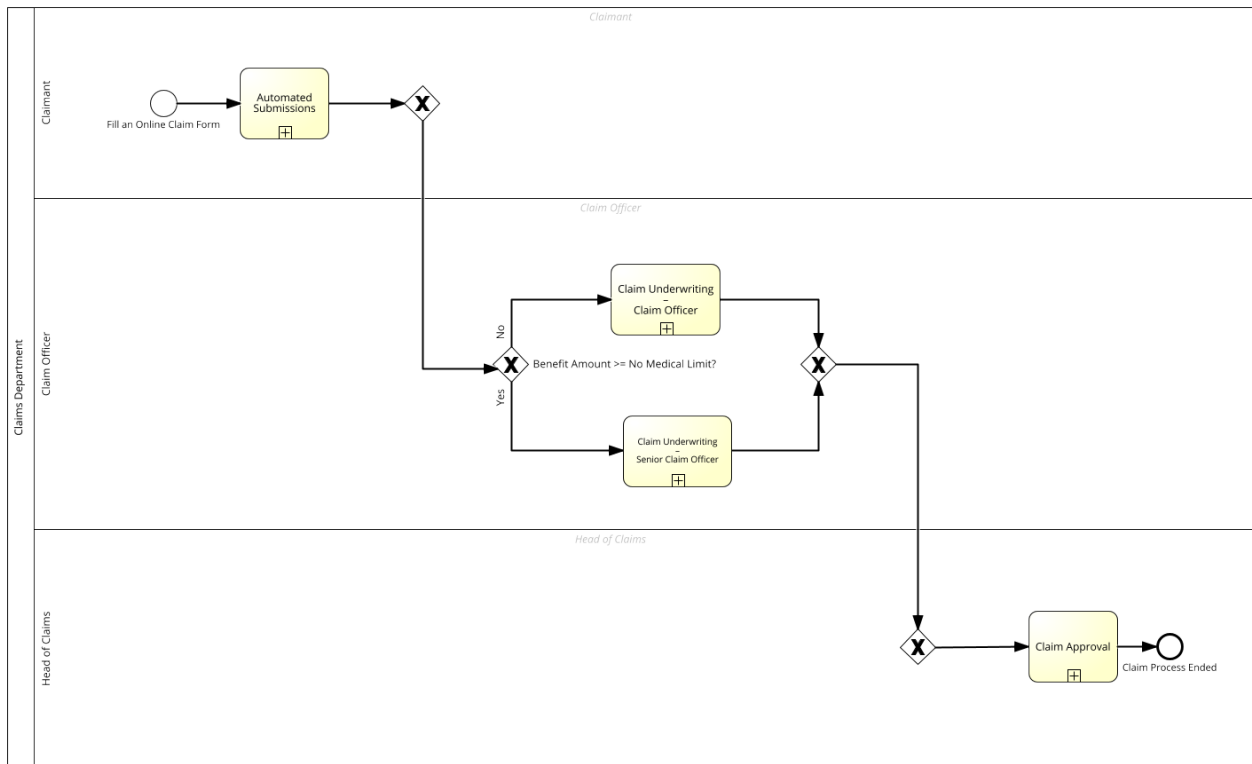 Claimant
Claimant
Fill an Online Claim Form
Automated
Submissions
Claims Department
Claim Officer
Claim Officer
Claim Underwriting
–
Claim Officer
No
Benefit Amount >= No Medical Limit?
Yes
Claim Underwriting
–
Senior Claim Officer
Head of Claims
Head of Claims
Claim Approval
Claim Process Ended